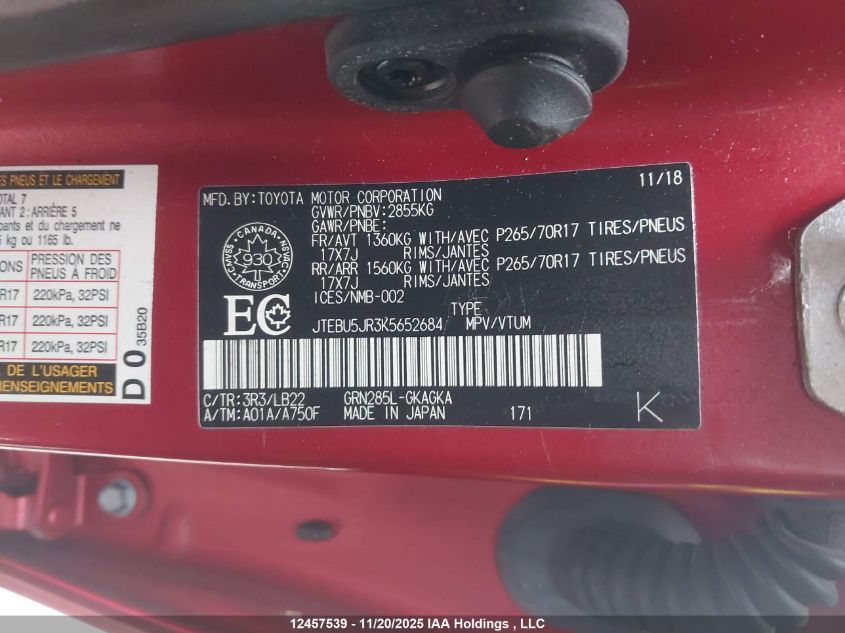 ES PNEUS ET LE CHARGEMENT
TAL 7
ANT 2:ARRIÈRE 5
pants et du chargement ne
5 kg ou 1165 lb.
ONS PRESSION DES PNEUS À FROID
R17 220kPa, 32PSI
R17 220kPa, 32PSI
R17 220kPa, 32PSI
DE L'USAGER
RENSEIGNEMENTS
D 0 35B20
11/18
MFD.BY:TOYOTA MOTOR CORPORATION
GVWR/PNBV:2855KG
GAWR/PNBE:
FR/AVT 1360KG WITH/AVEC P265/70R17 TIRES/PNEUS
17X7J RIMS/JANTES
RR/ARR 1560KG WITH/AVEC P265/70R17 TIRES/PNEUS
17X7J RIMS/JANTES
ICES/NMB-002
CANADA
930
TRANSPORT
EC
TYPE
JTEBU5JR3K5652684 MPV/VTUM
C/TR:3R3/LB22 GRN285L-GKAGKA
A/TM:A01A/A750F MADE IN JAPAN 171
K
12457539 - 11/20/2025 IAA Holdings , LLC